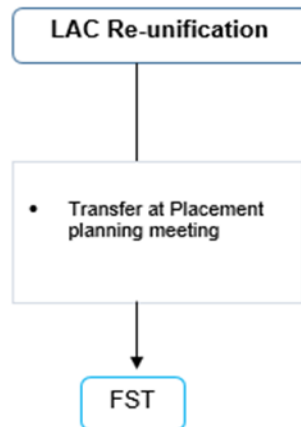 LAC Re-unification
• Transfer at Placement
planning meeting
FST